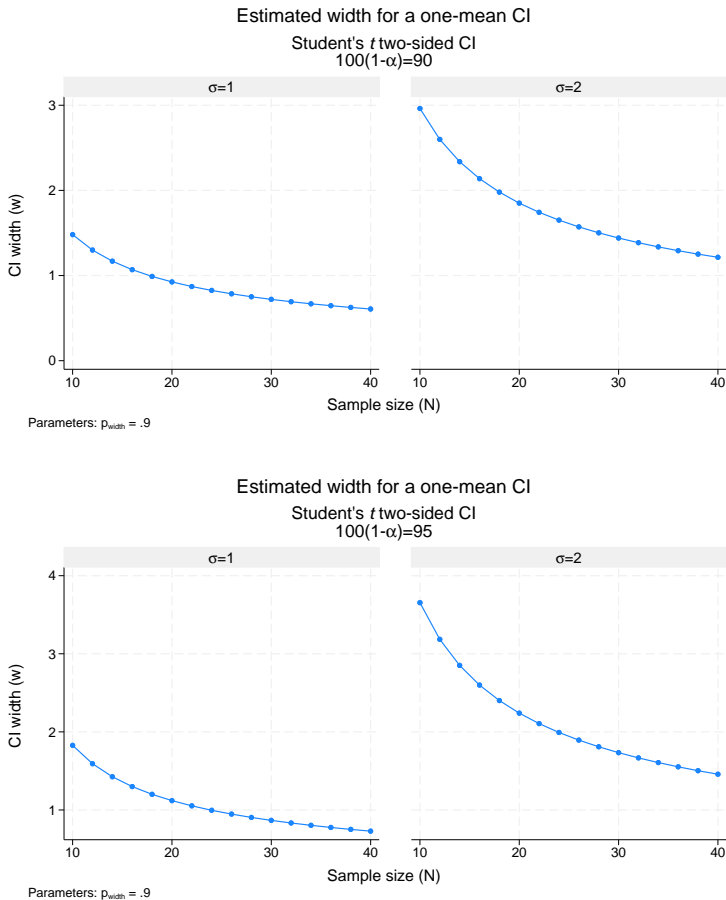 Estimated width for a one-mean CI
Student's t two-sided CI
100(1-α)=90
σ=1 σ=2
CI width (w)
3
2
1
0
10 20 30 40 10 20 30 40
Sample size (N)
Parameters: pwidth = .9
Estimated width for a one-mean CI
Student's t two-sided CI
100(1-α)=95
σ=1 σ=2
CI width (w)
4
3
2
1
10 20 30 40 10 20 30 40
Sample size (N)
Parameters: pwidth = .9